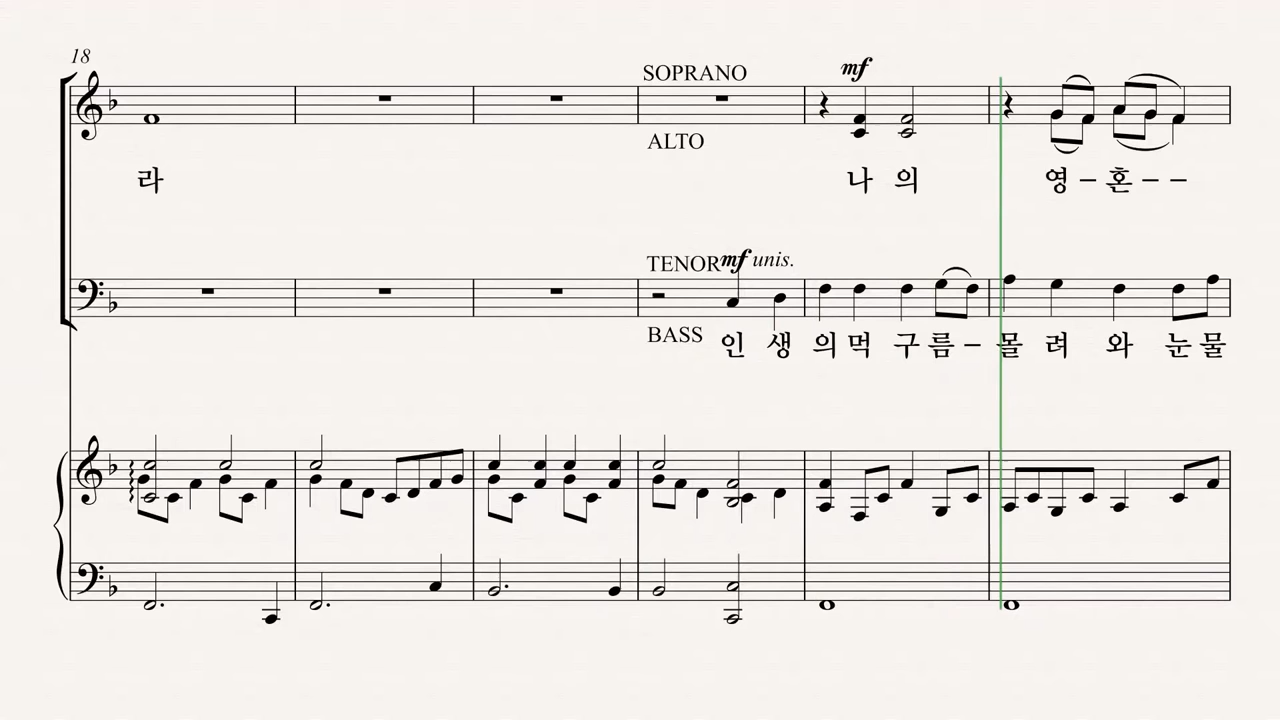 18
SOPRANO
mf
ALTO
라 나 의 영 – 혼 – –
TENOR mf unis.
BASS
인 생 의 먹 구 름 – 몰 려 와 눈 물